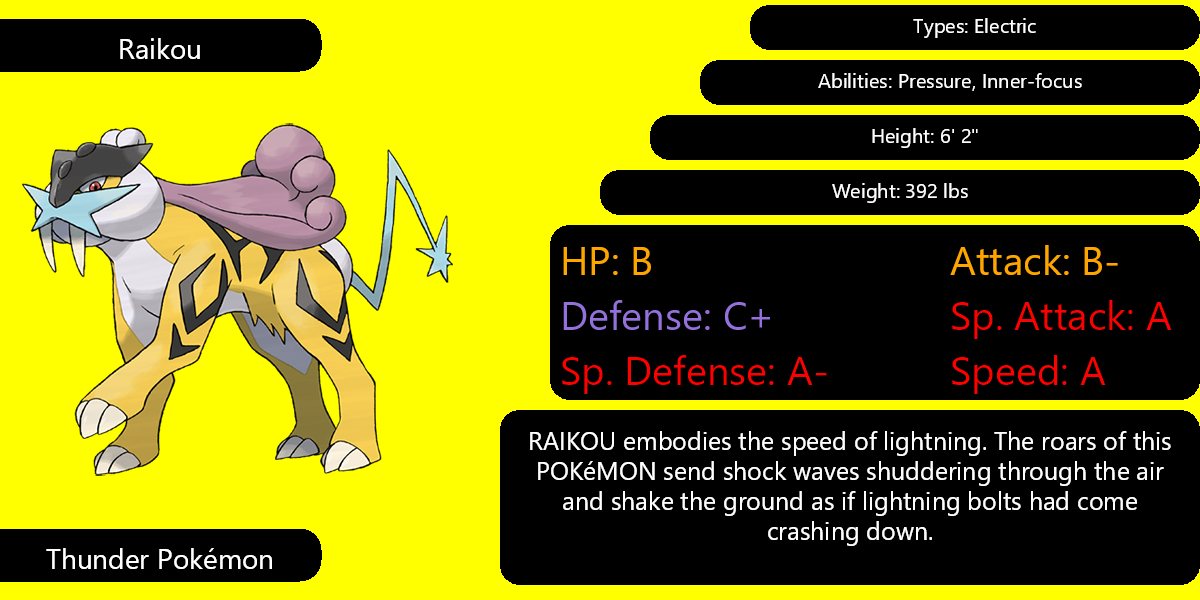 Raikou
Types: Electric
Abilities: Pressure, Inner-focus
Height: 6' 2"
Weight: 392 lbs
HP: B
Attack: B-
Defense: C+
Sp. Attack: A
Sp. Defense: A-
Speed: A
RAIKOU embodies the speed of lightning. The roars of this
POKéMON send shock waves shuddering through the air
and shake the ground as if lightning bolts had come
crashing down.
Thunder Pokémon